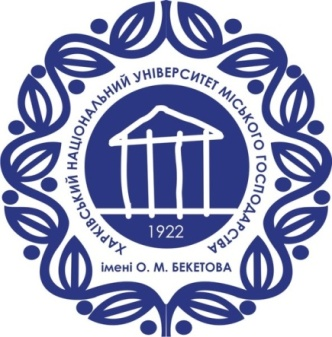 ХАРКІВСЬКИЙ НАЦІОНАЛЬНИЙ УНІВЕРСИТЕТ МІСЬКОГО ГОСПОДАРСТВА
1922
імені О. М. БЕКЕТОВА